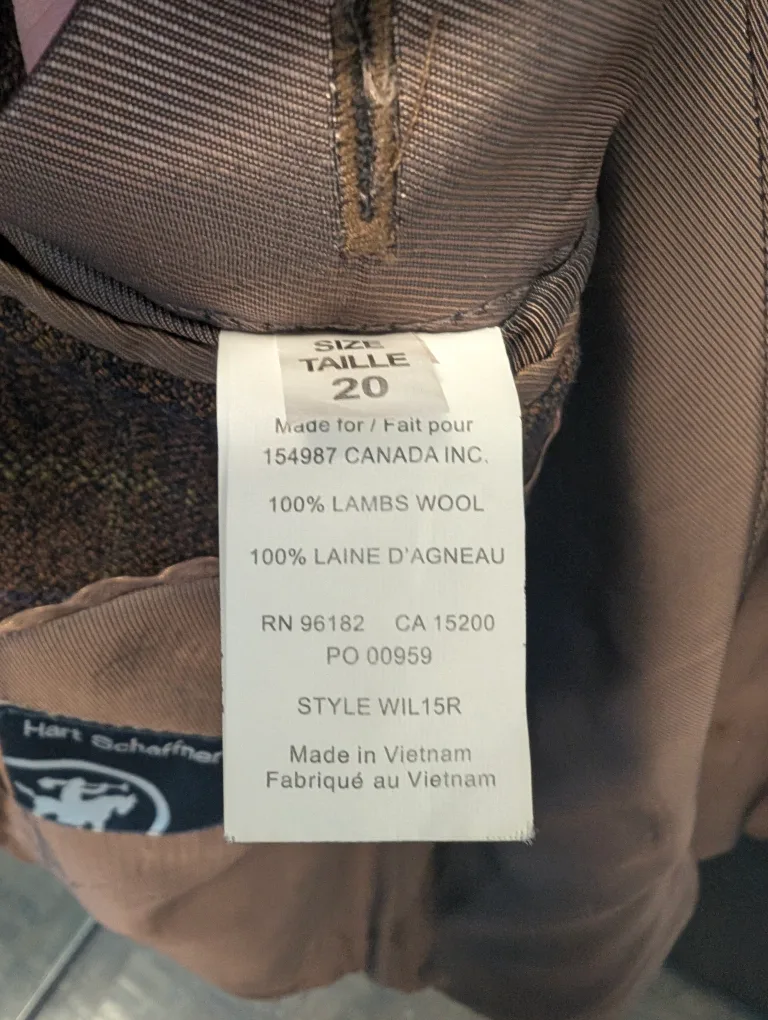 SIZE
TAILLE
20
Made for / Fait pour
154987 CANADA INC.
100% LAMBS WOOL
100% LAINE D'AGNEAU
RN 96182 CA 15200
PO 00959
STYLE WIL15R
Made in Vietnam
Fabriqué au Vietnam
Hart Schaffner